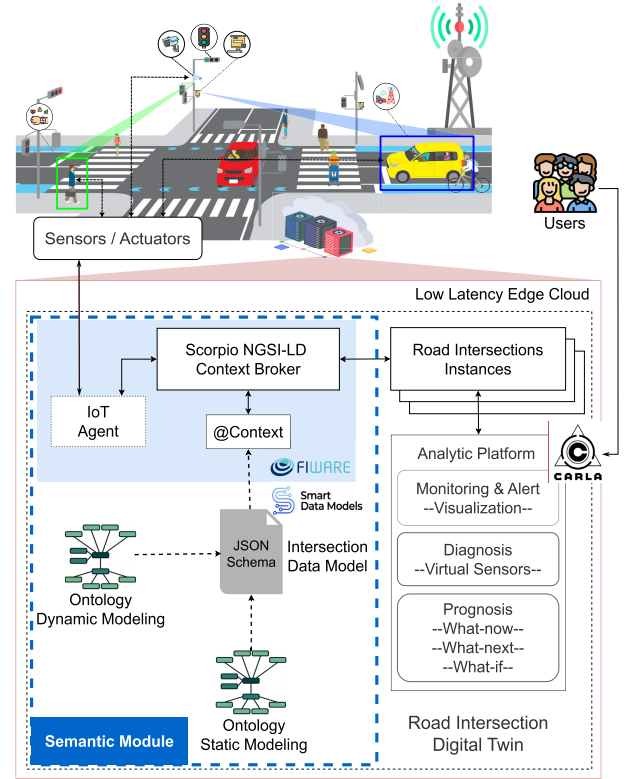 Sensors / Actuators
Users
Low Latency Edge Cloud
Scorpio NGSI-LD
Context Broker
Road Intersections
Instances
IoT
Agent
@Context
FIWARE
Analytic Platform
CARLA
Monitoring & Alert
--Visualization--
Smart
Data Models
JSON
Schema
Intersection
Data Model
Diagnosis
--Virtual Sensors--
Ontology
Dynamic Modeling
Prognosis
--What-now--
--What-next--
--What-if--
Ontology
Static Modeling
Road Intersection
Digital Twin
Semantic Module